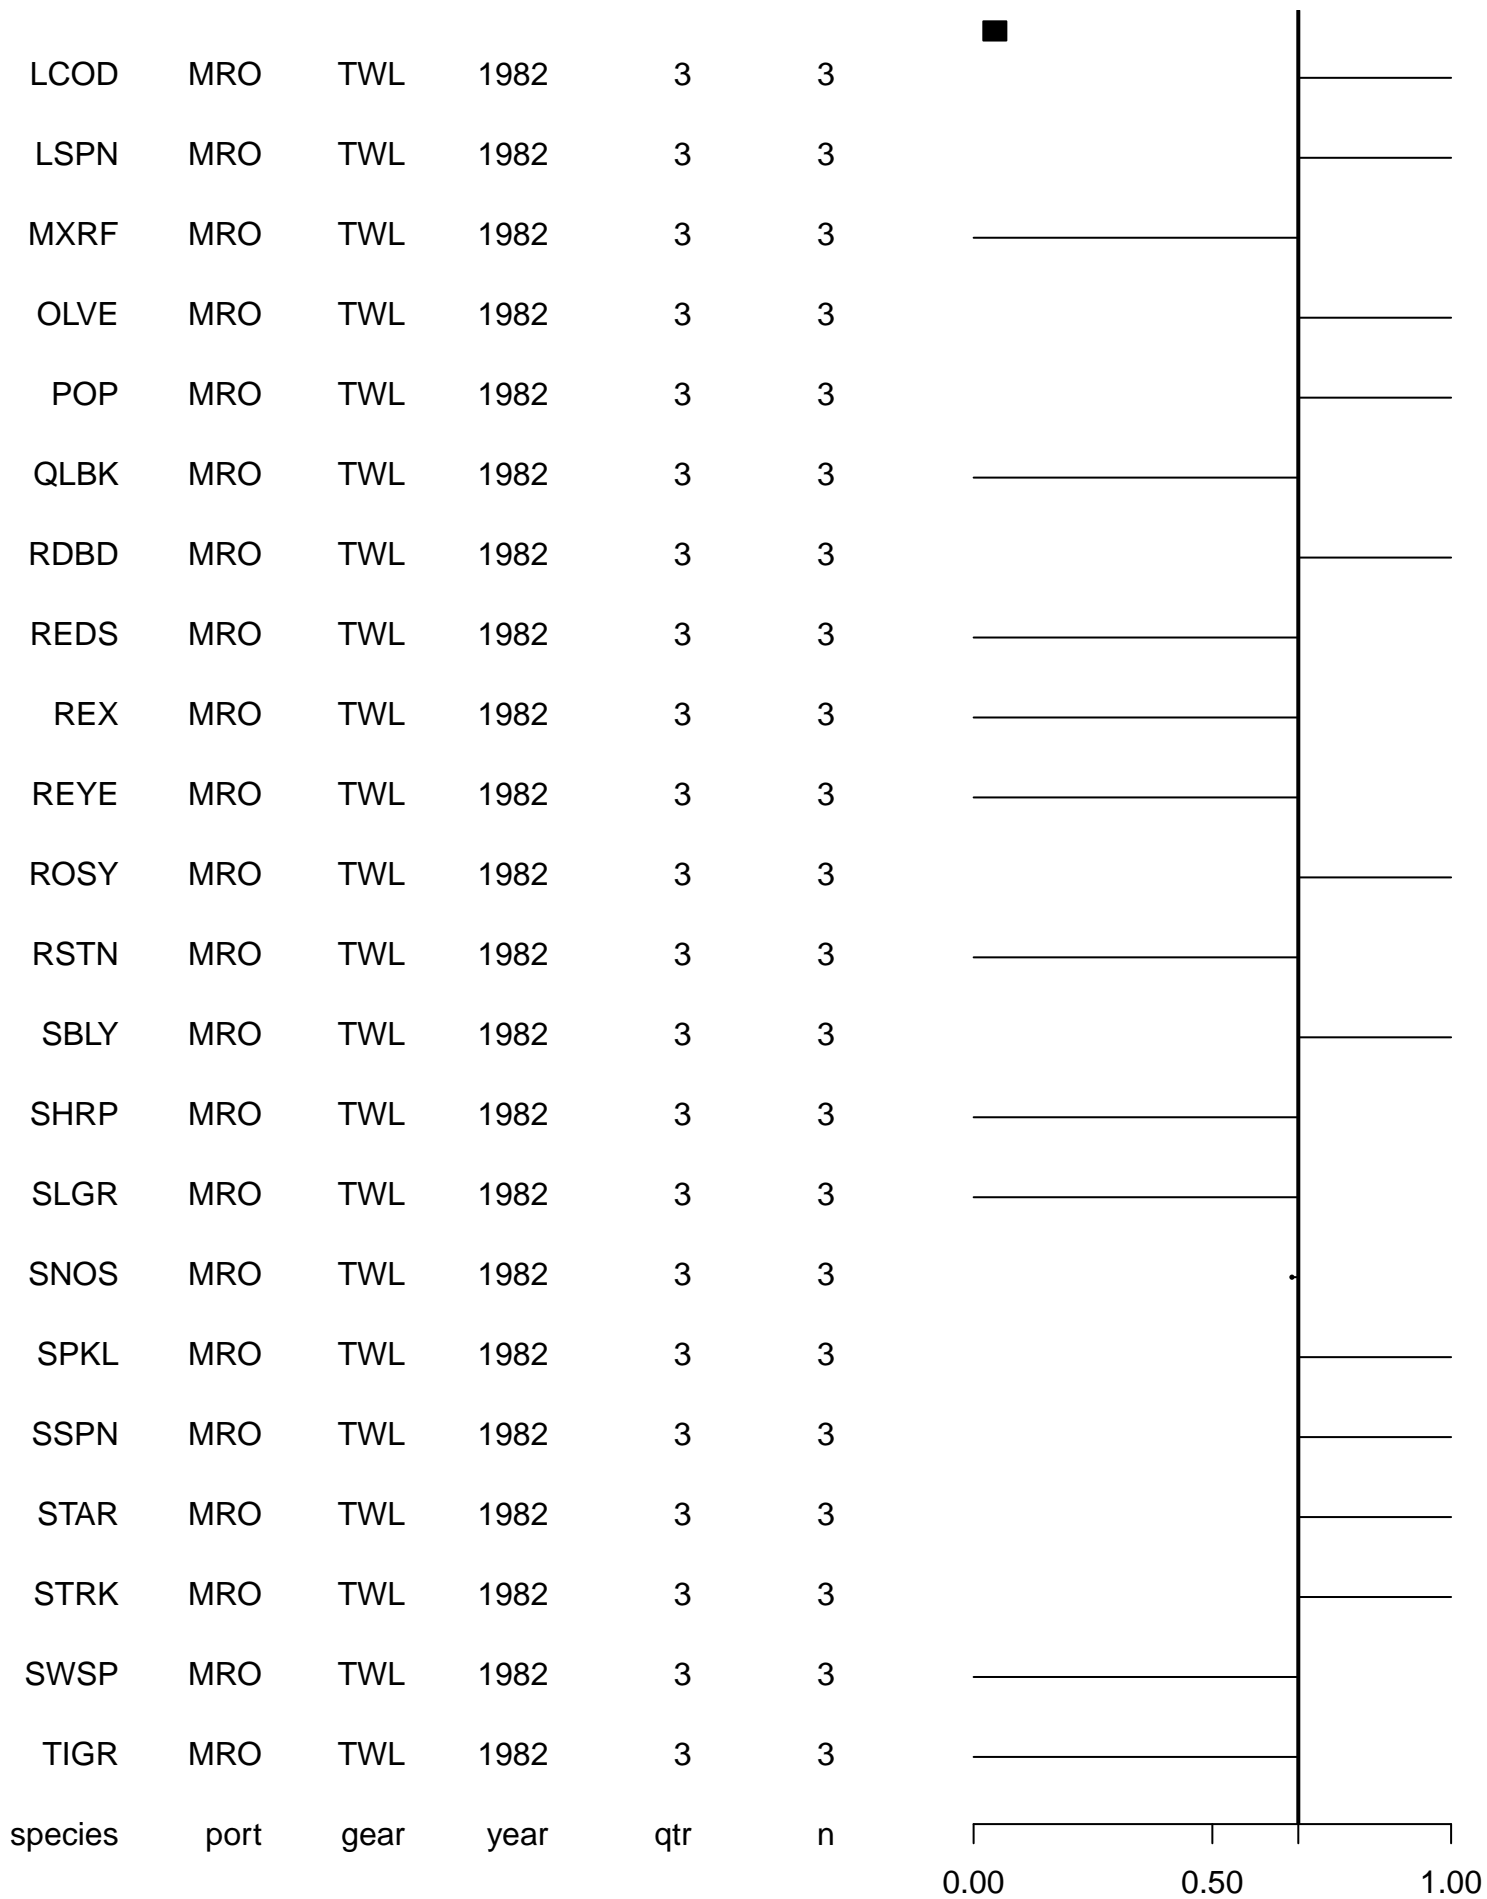 LCOD MRO TWL 1982 3 3
LSPN MRO TWL 1982 3 3
MXRF MRO TWL 1982 3 3
OLVE MRO TWL 1982 3 3
POP MRO TWL 1982 3 3
QLBK MRO TWL 1982 3 3
RDBD MRO TWL 1982 3 3
REDS MRO TWL 1982 3 3
REX MRO TWL 1982 3 3
REYE MRO TWL 1982 3 3
ROSY MRO TWL 1982 3 3
RSTN MRO TWL 1982 3 3
SBLY MRO TWL 1982 3 3
SHRP MRO TWL 1982 3 3
SLGR MRO TWL 1982 3 3
SNOS MRO TWL 1982 3 3
SPKL MRO TWL 1982 3 3
SSPN MRO TWL 1982 3 3
STAR MRO TWL 1982 3 3
STRK MRO TWL 1982 3 3
SWSP MRO TWL 1982 3 3
TIGR MRO TWL 1982 3 3
species port gear year qtr n
0.00 0.50 1.00